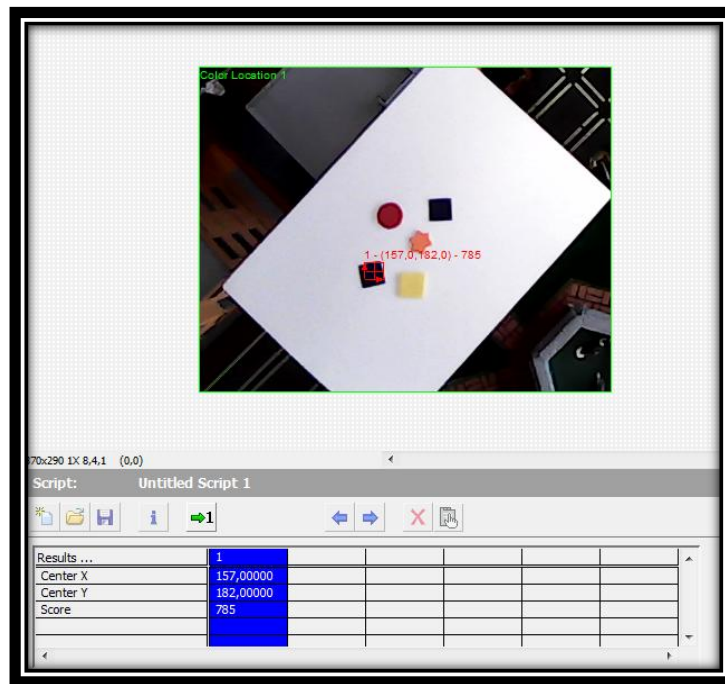 Color Location 1
1 - (157,0,182,0) - 785
70x290 1X 8,4,1 (0,0)
Script: Untitled Script 1
1
Results ... 1
Center X 157,00000
Center Y 182,00000
Score 785